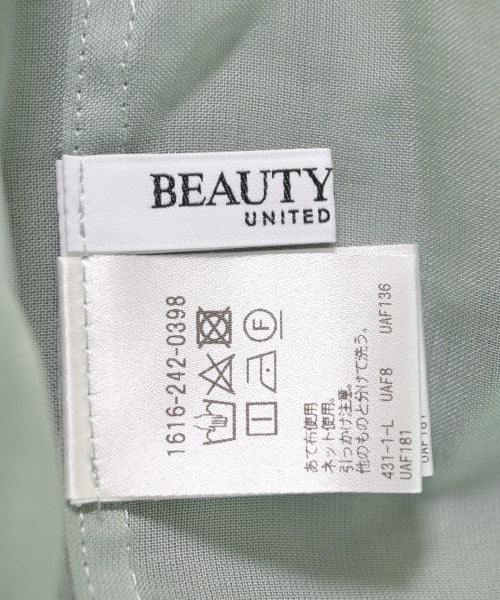 BEAUTY
UNITED
1616-242-0398
F
あて布使用。
ネット使用。
引っかけ注意。
他のものと分けて洗う。
431-1-L UAF8 UAF136
UAF181